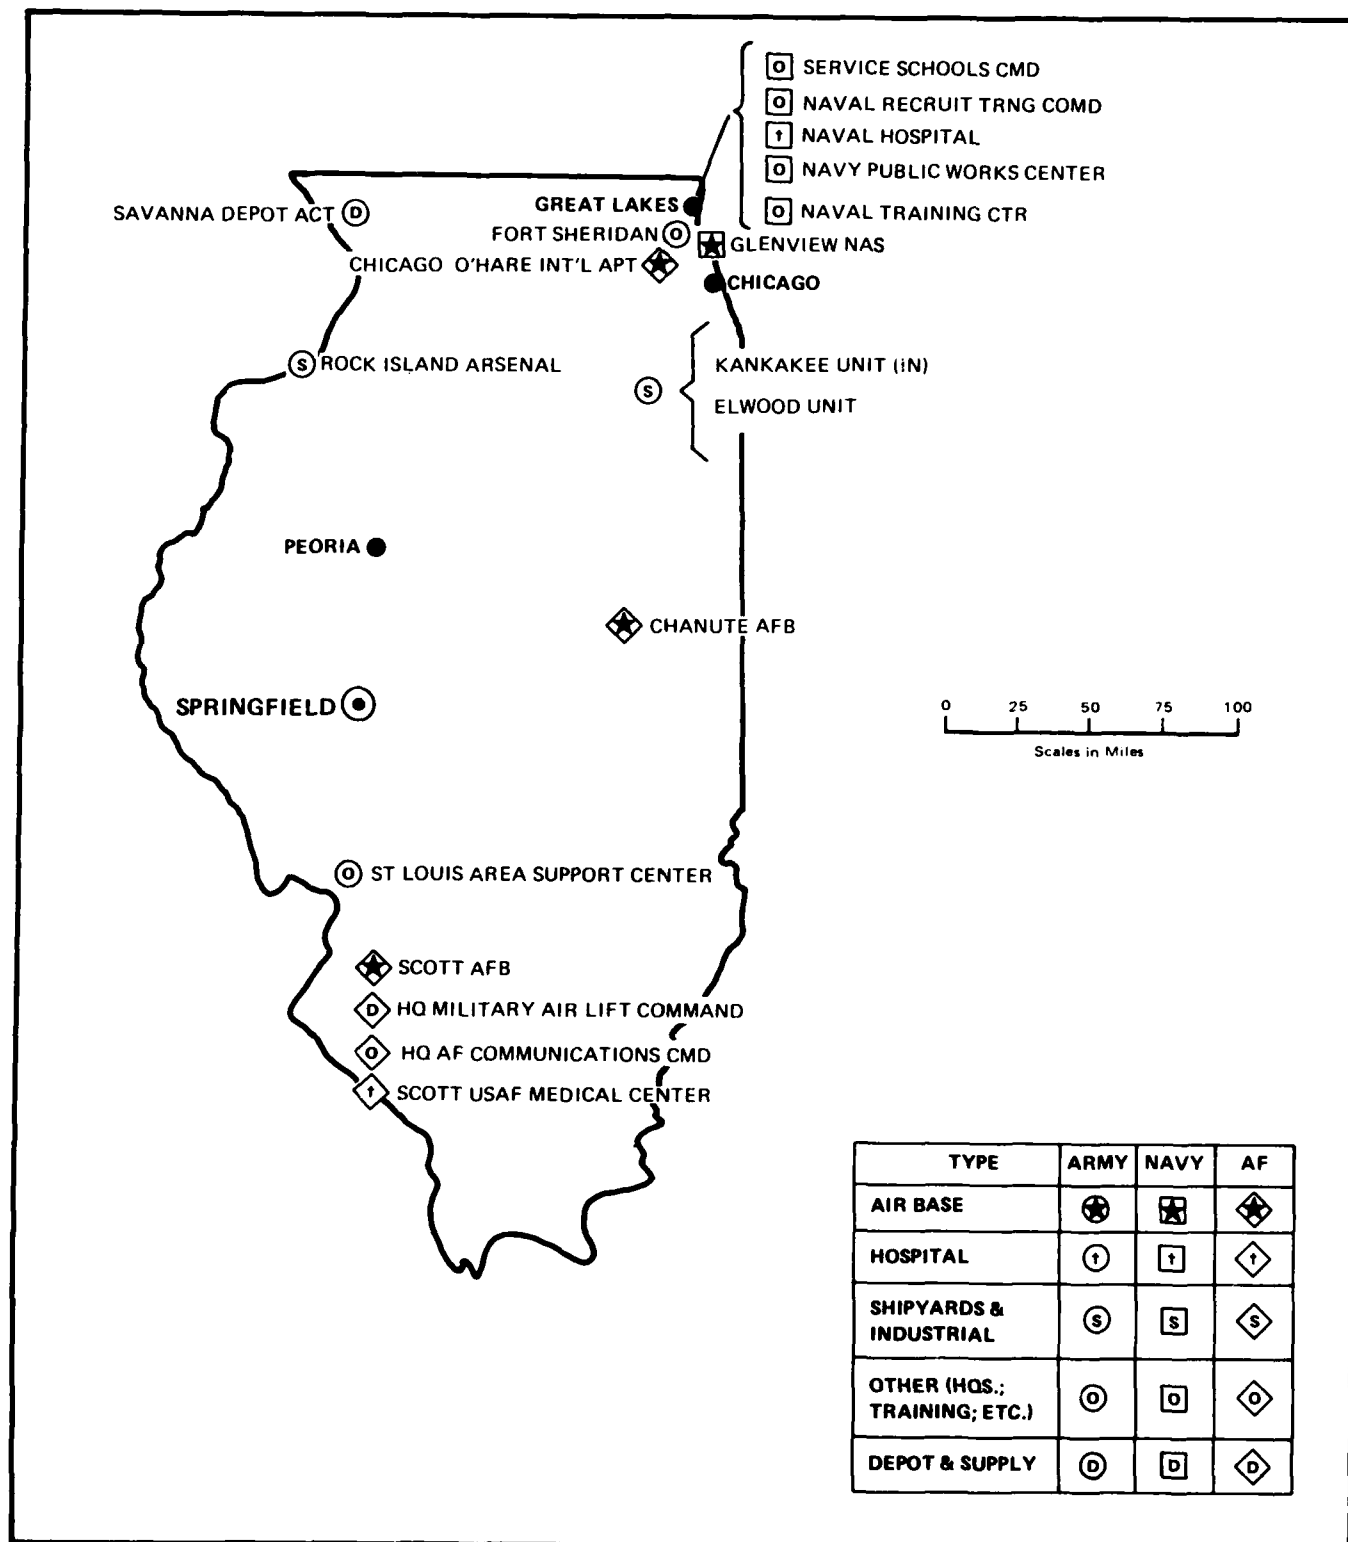 O SERVICE SCHOOLS CMD
O NAVAL RECRUIT TRNG COMD
† NAVAL HOSPITAL
O NAVY PUBLIC WORKS CENTER
O NAVAL TRAINING CTR
GREAT LAKES
SAVANNA DEPOT ACT D
FORT SHERIDAN O
GLENVIEW NAS
CHICAGO O'HARE INT'L APT
CHICAGO
S ROCK ISLAND ARSENAL
S
KANKAKEE UNIT (IN)
ELWOOD UNIT
PEORIA
CHANUTE AFB
SPRINGFIELD
0 25 50 75 100
Scales in Miles
O ST LOUIS AREA SUPPORT CENTER
SCOTT AFB
D HQ MILITARY AIR LIFT COMMAND
O HQ AF COMMUNICATIONS CMD
† SCOTT USAF MEDICAL CENTER
TYPE ARMY NAVY AF
AIR BASE
HOSPITAL † † †
SHIPYARDS &
INDUSTRIAL S S S
OTHER (HQS.;
TRAINING; ETC.) O O O
DEPOT & SUPPLY D D D